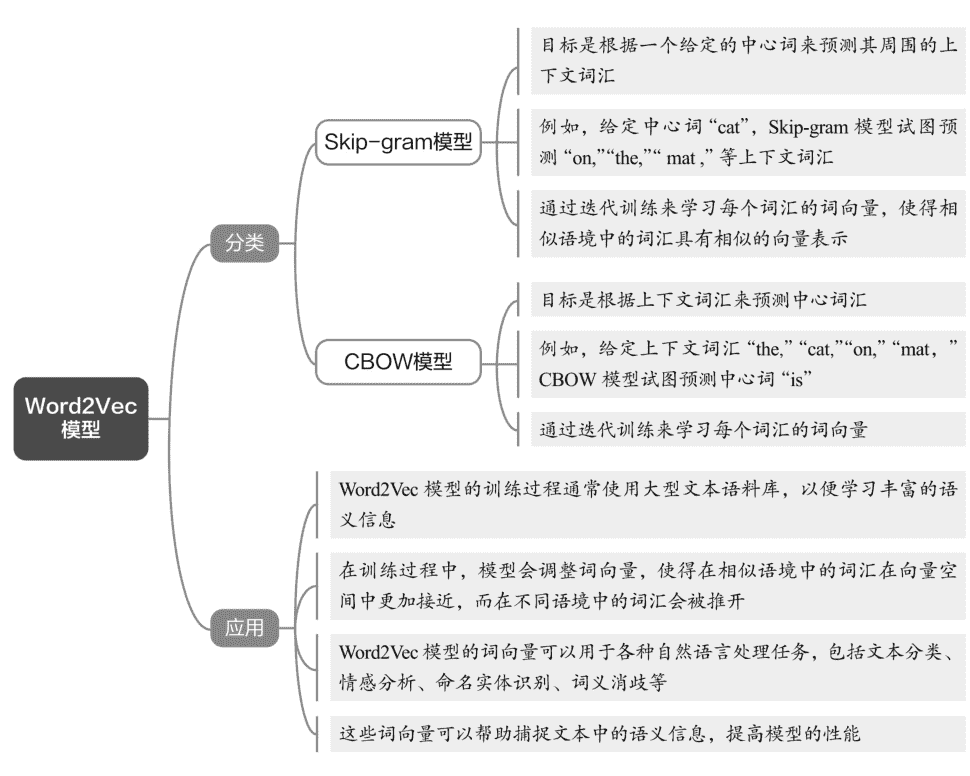 Word2Vec
模型
分类
Skip-gram模型
目标是根据一个给定的中心词来预测其周围的上
下文词汇
例如，给定中心词 “cat”，Skip-gram 模型试图预
测 “on,”“the,”“ mat ,” 等上下文词汇
通过迭代训练来学习每个词汇的词向量，使得相
似语境中的词汇具有相似的向量表示
CBOW模型
目标是根据上下文词汇来预测中心词汇
例如，给定上下文词汇 “the,” “cat,”“on,” “mat，”
CBOW 模型试图预测中心词 “is”
通过迭代训练来学习每个词汇的词向量
应用
Word2Vec 模型的训练过程通常使用大型文本语料库，以便学习丰富的语
义信息
在训练过程中，模型会调整词向量，使得在相似语境中的词汇在向量空
间中更加接近，而在不同语境中的词汇会被推开
Word2Vec 模型的词向量可以用于各种自然语言处理任务，包括文本分类、
情感分析、命名实体识别、词义消歧等
这些词向量可以帮助捕捉文本中的语义信息，提高模型的性能